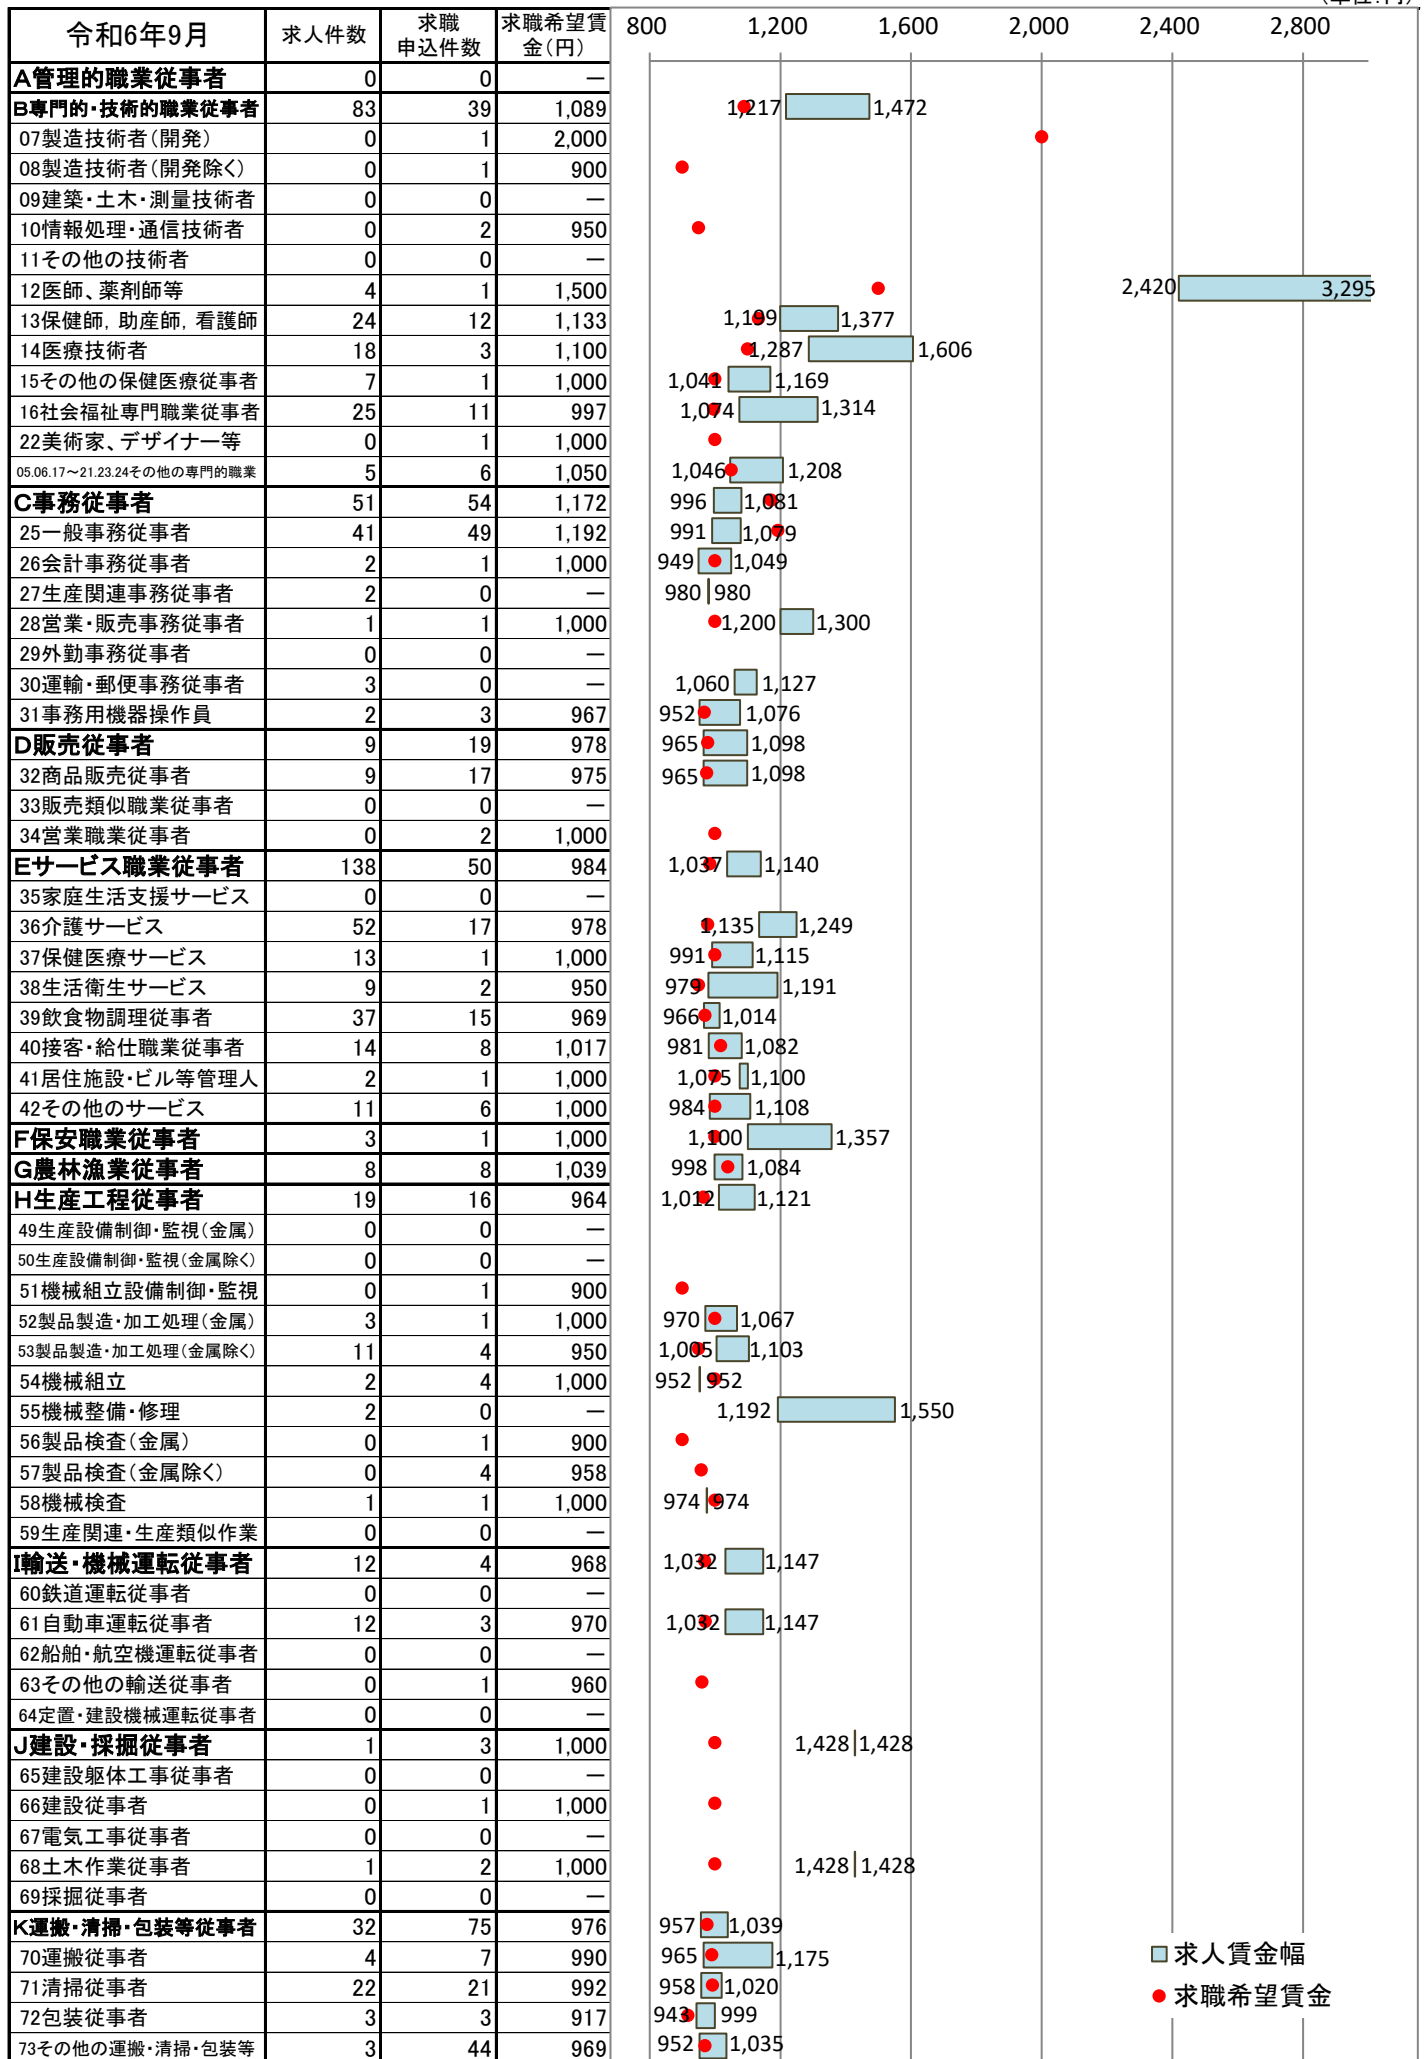 (単位:円)
令和6年9月 求人件数 求職申込件数 求職希望賃金(円) 800 1,200 1,600 2,000 2,400 2,800
A管理的職業従事者 0 0 ―
B専門的・技術的職業従事者 83 39 1,089 1,217 1,472
07製造技術者(開発) 0 1 2,000
08製造技術者(開発除く) 0 1 900
09建築・土木・測量技術者 0 0 ―
10情報処理・通信技術者 0 2 950
11その他の技術者 0 0 ―
12医師、薬剤師等 4 1 1,500 2,420 3,295
13保健師,助産師,看護師 24 12 1,133 1,199 1,377
14医療技術者 18 3 1,100 1,287 1,606
15その他の保健医療従事者 7 1 1,000 1,041 1,169
16社会福祉専門職業従事者 25 11 997 1,074 1,314
22美術家、デザイナー等 0 1 1,000
05.06.17～21.23.24その他の専門的職業 5 6 1,050 1,046 1,208
C事務従事者 51 54 1,172 996 1,081
25一般事務従事者 41 49 1,192 991 1,079
26会計事務従事者 2 1 1,000 949 1,049
27生産関連事務従事者 2 0 ― 980 980
28営業・販売事務従事者 1 1 1,000 1,200 1,300
29外勤事務従事者 0 0 ―
30運輸・郵便事務従事者 3 0 ― 1,060 1,127
31事務用機器操作員 2 3 967 952 1,076
D販売従事者 9 19 978 965 1,098
32商品販売従事者 9 17 975 965 1,098
33販売類似職業従事者 0 0 ―
34営業職業従事者 0 2 1,000
Eサービス職業従事者 138 50 984 1,037 1,140
35家庭生活支援サービス 0 0 ―
36介護サービス 52 17 978 1,135 1,249
37保健医療サービス 13 1 1,000 991 1,115
38生活衛生サービス 9 2 950 979 1,191
39飲食物調理従事者 37 15 969 966 1,014
40接客・給仕職業従事者 14 8 1,017 981 1,082
41居住施設・ビル等管理人 2 1 1,000 1,075 1,100
42その他のサービス 11 6 1,000 984 1,108
F保安職業従事者 3 1 1,000 1,100 1,357
G農林漁業従事者 8 8 1,039 998 1,084
H生産工程従事者 19 16 964 1,012 1,121
49生産設備制御・監視(金属) 0 0 ―
50生産設備制御・監視(金属除く) 0 0 ―
51機械組立設備制御・監視 0 1 900
52製品製造・加工処理(金属) 3 1 1,000 970 1,067
53製品製造・加工処理(金属除く) 11 4 950 1,005 1,103
54機械組立 2 4 1,000 952 952
55機械整備・修理 2 0 ― 1,192 1,550
56製品検査(金属) 0 1 900
57製品検査(金属除く) 0 4 958
58機械検査 1 1 1,000 974 974
59生産関連・生産類似作業 0 0 ―
I輸送・機械運転従事者 12 4 968 1,032 1,147
60鉄道運転従事者 0 0 ―
61自動車運転従事者 12 3 970 1,032 1,147
62船舶・航空機運転従事者 0 0 ―
63その他の輸送従事者 0 1 960
64定置・建設機械運転従事者 0 0 ―
J建設・採掘従事者 1 3 1,000 1,428 1,428
65建設躯体工事従事者 0 0 ―
66建設従事者 0 1 1,000
67電気工事従事者 0 0 ―
68土木作業従事者 1 2 1,000 1,428 1,428
69採掘従事者 0 0 ―
K運搬・清掃・包装等従事者 32 75 976 957 1,039
70運搬従事者 4 7 990 965 1,175
71清掃従事者 22 21 992 958 1,020
72包装従事者 3 3 917 943 999
73その他の運搬・清掃・包装等 3 44 969 952 1,035
求人賃金幅
求職希望賃金